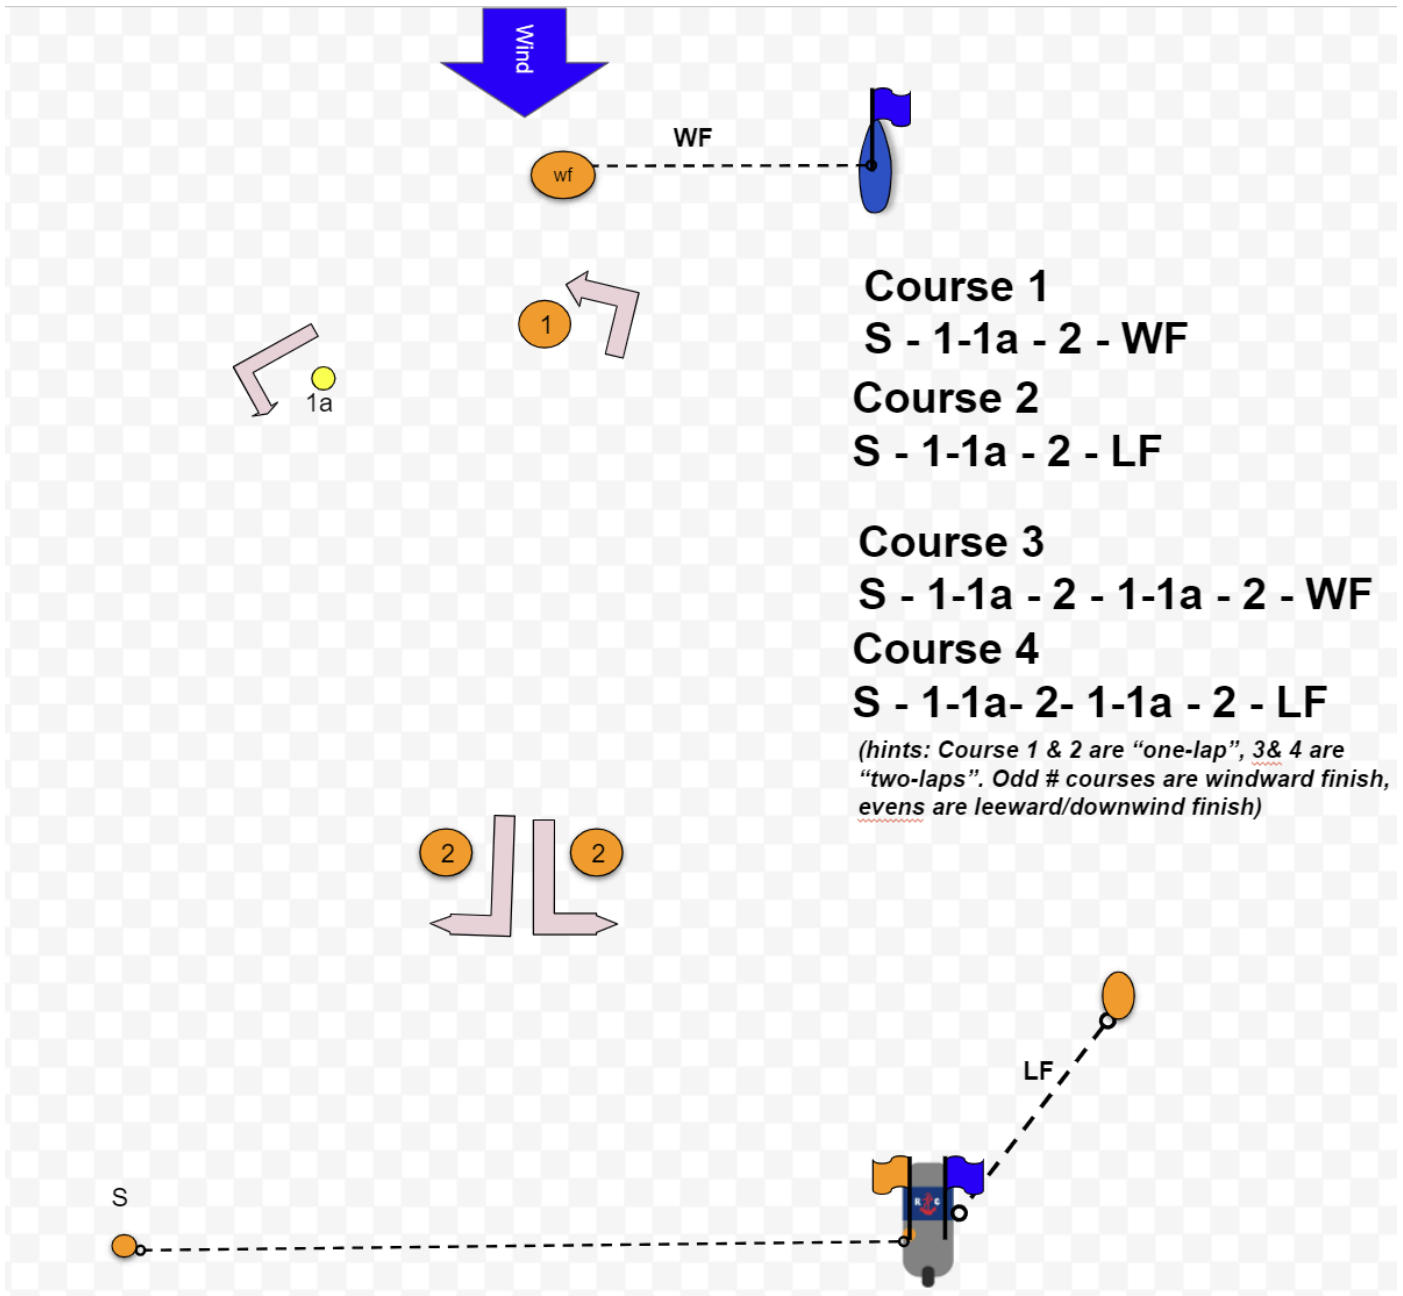 Wind
WF
wf
1
1a
Course 1
S - 1-1a - 2 - WF
Course 2
S - 1-1a - 2 - LF
Course 3
S - 1-1a - 2 - 1-1a - 2 - WF
Course 4
S - 1-1a- 2- 1-1a - 2 - LF
(hints: Course 1 & 2 are “one-lap”, 3& 4 are
“two-laps”. Odd # courses are windward finish,
evens are leeward/downwind finish)
2
2
LF
S
R C